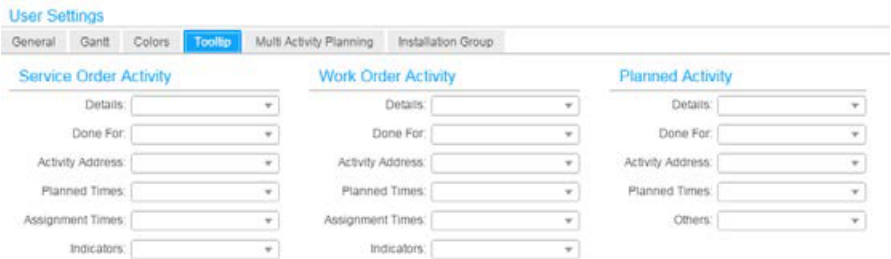 User Settings
General Gantt Colors Tooltip Multi Activity Planning Installation Group
Service Order Activity Work Order Activity Planned Activity
Details: Details: Details:
Done For: Done For: Done For:
Activity Address: Activity Address: Activity Address:
Planned Times: Planned Times: Planned Times:
Assignment Times: Assignment Times: Others:
Indicators: Indicators: